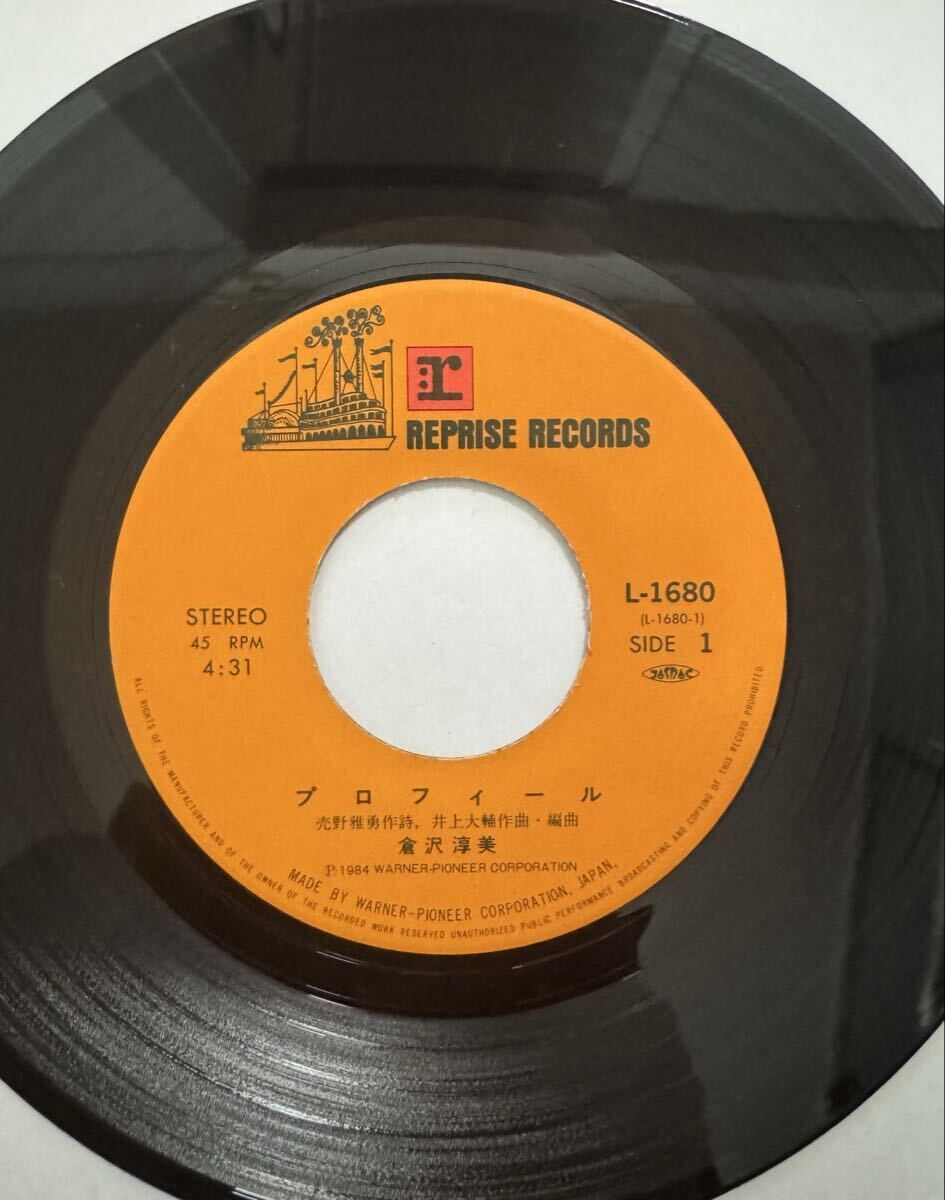 r
REPRISE RECORDS
STEREO
45 RPM
4:31
L-1680
(L-1680-1)
SIDE 1
JASRAC
プロフィール
売野雅勇作詩，井上大輔作曲・編曲
倉沢淳美
Ⓟ1984 WARNER-PIONEER CORPORATION
MADE BY WARNER-PIONEER CORPORATION, JAPAN.
ALL RIGHTS OF THE MANUFACTURER AND OF THE OWNER OF THE RECORDED WORK RESERVED UNAUTHORIZED PUBLIC PERFORMANCE BROADCASTING AND COPYING OF THIS RECORD PROHIBITED